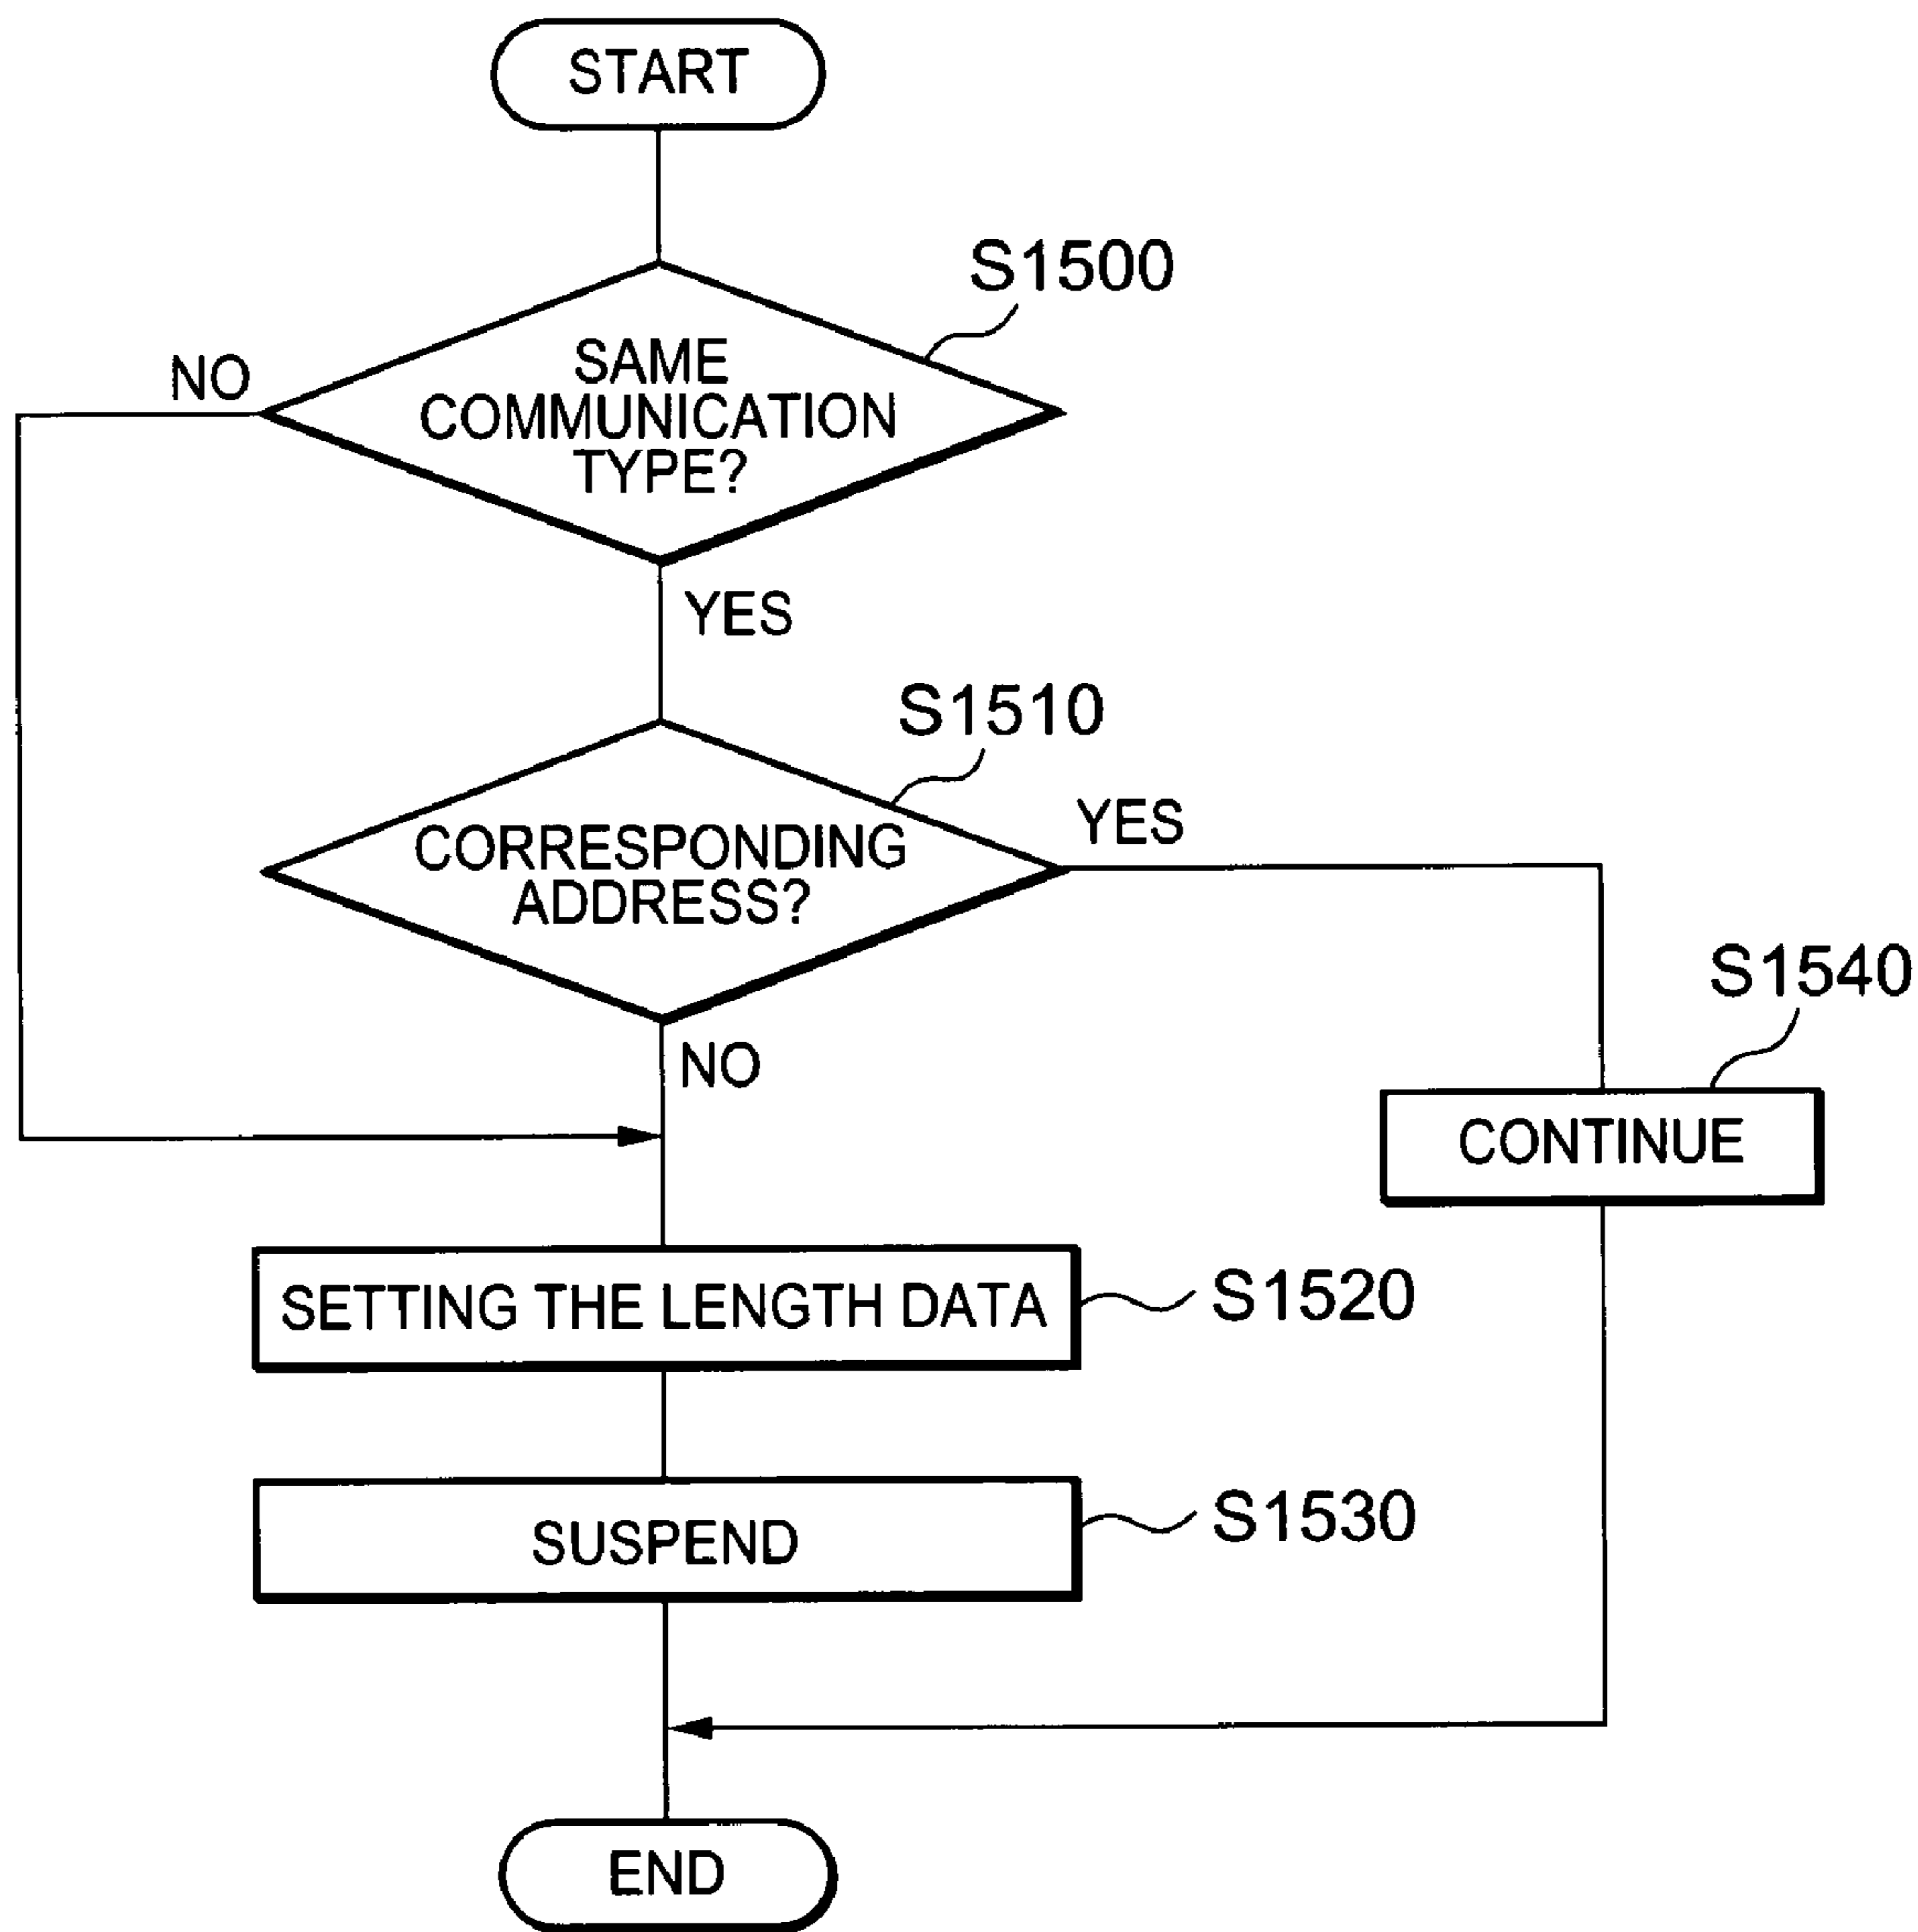 START
S1500
SAME
COMMUNICATION
TYPE?
NO
YES
S1510
CORRESPONDING
ADDRESS?
YES
NO
S1540
CONTINUE
SETTING THE LENGTH DATA
S1520
SUSPEND
S1530
END